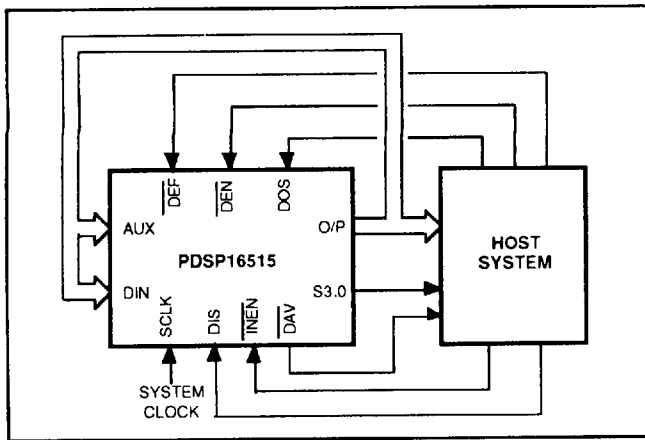 DEF DEN DOS
AUX O/P
PDSP16515
HOST
SYSTEM
DIN S3.0
SCLK DIS INEN DAV
SYSTEM
CLOCK